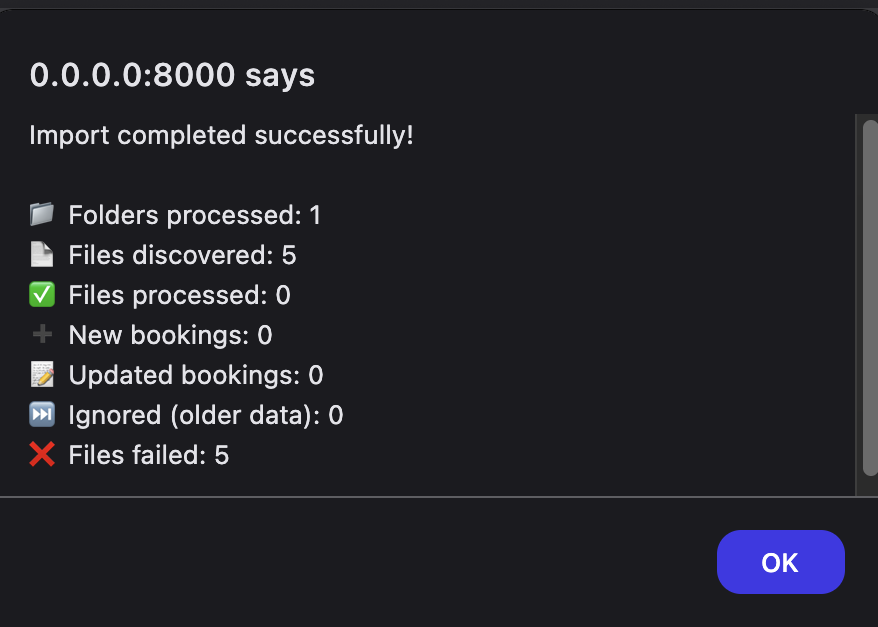 0.0.0.0:8000 says
Import completed successfully!
📁 Folders processed: 1
📄 Files discovered: 5
✅ Files processed: 0
➕ New bookings: 0
📝 Updated bookings: 0
⏭️ Ignored (older data): 0
❌ Files failed: 5
OK